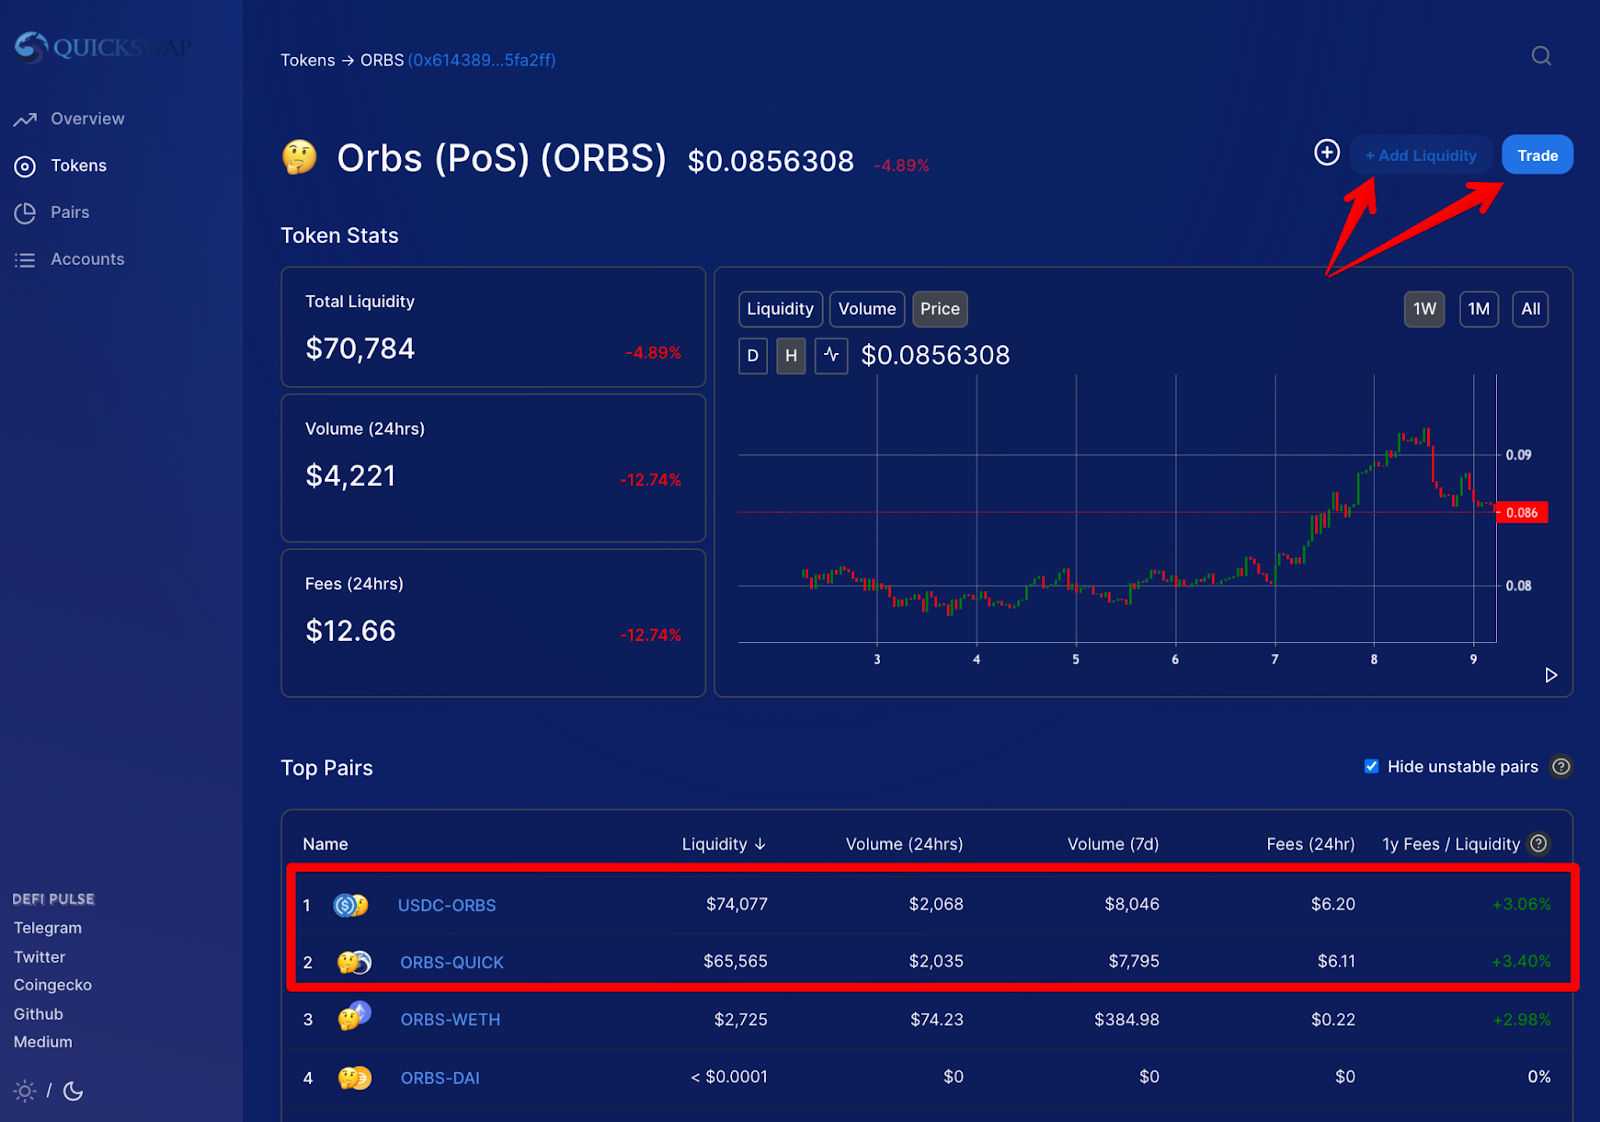 QUICKSWAP
Tokens → ORBS (0x614389...5fa2ff)
Overview
Tokens
Pairs
Accounts
Orbs (PoS) (ORBS) $0.0856308 -4.89%
+ Add Liquidity
Trade
Token Stats
Total Liquidity
$70,784 -4.89%
Volume (24hrs)
$4,221 -12.74%
Fees (24hrs)
$12.66 -12.74%
Liquidity Volume Price
1W 1M All
D H $0.0856308
0.09
0.086
0.08
3 4 5 6 7 8 9
Top Pairs
Hide unstable pairs ?
Name Liquidity ↓ Volume (24hrs) Volume (7d) Fees (24hr) 1y Fees / Liquidity ?
1 USDC-ORBS $74,077 $2,068 $8,046 $6.20 +3.06%
2 ORBS-QUICK $65,565 $2,035 $7,795 $6.11 +3.40%
3 ORBS-WETH $2,725 $74.23 $384.98 $0.22 +2.98%
4 ORBS-DAI < $0.0001 $0 $0 $0 0%
DEFI PULSE
Telegram
Twitter
Coingecko
Github
Medium
/